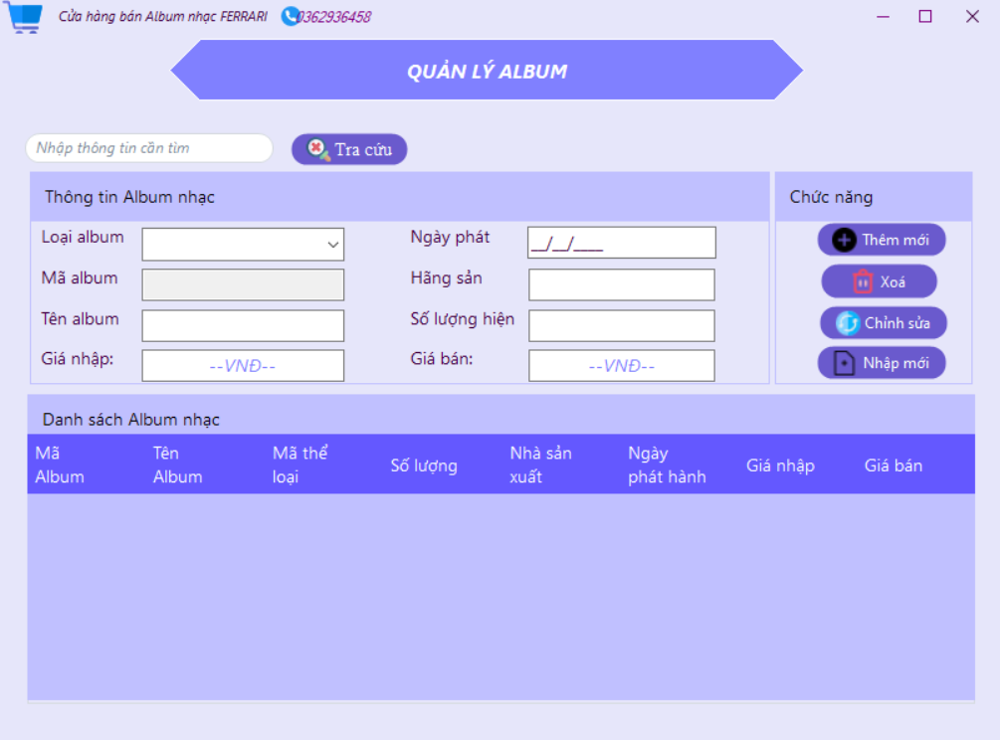 Cửa hàng bán Album nhạc FERRARI 0362936458
QUẢN LÝ ALBUM
Nhập thông tin cần tìm
Tra cứu
Thông tin Album nhạc
Loại album
Ngày phát
__/__/____
Mã album
Hãng sản
Tên album
Số lượng hiện
Giá nhập:
--VNĐ--
Giá bán:
--VNĐ--
Chức năng
Thêm mới
Xoá
Chỉnh sửa
Nhập mới
Danh sách Album nhạc
Mã
Album
Tên
Album
Mã thể
loại
Số lượng
Nhà sản
xuất
Ngày
phát hành
Giá nhập
Giá bán